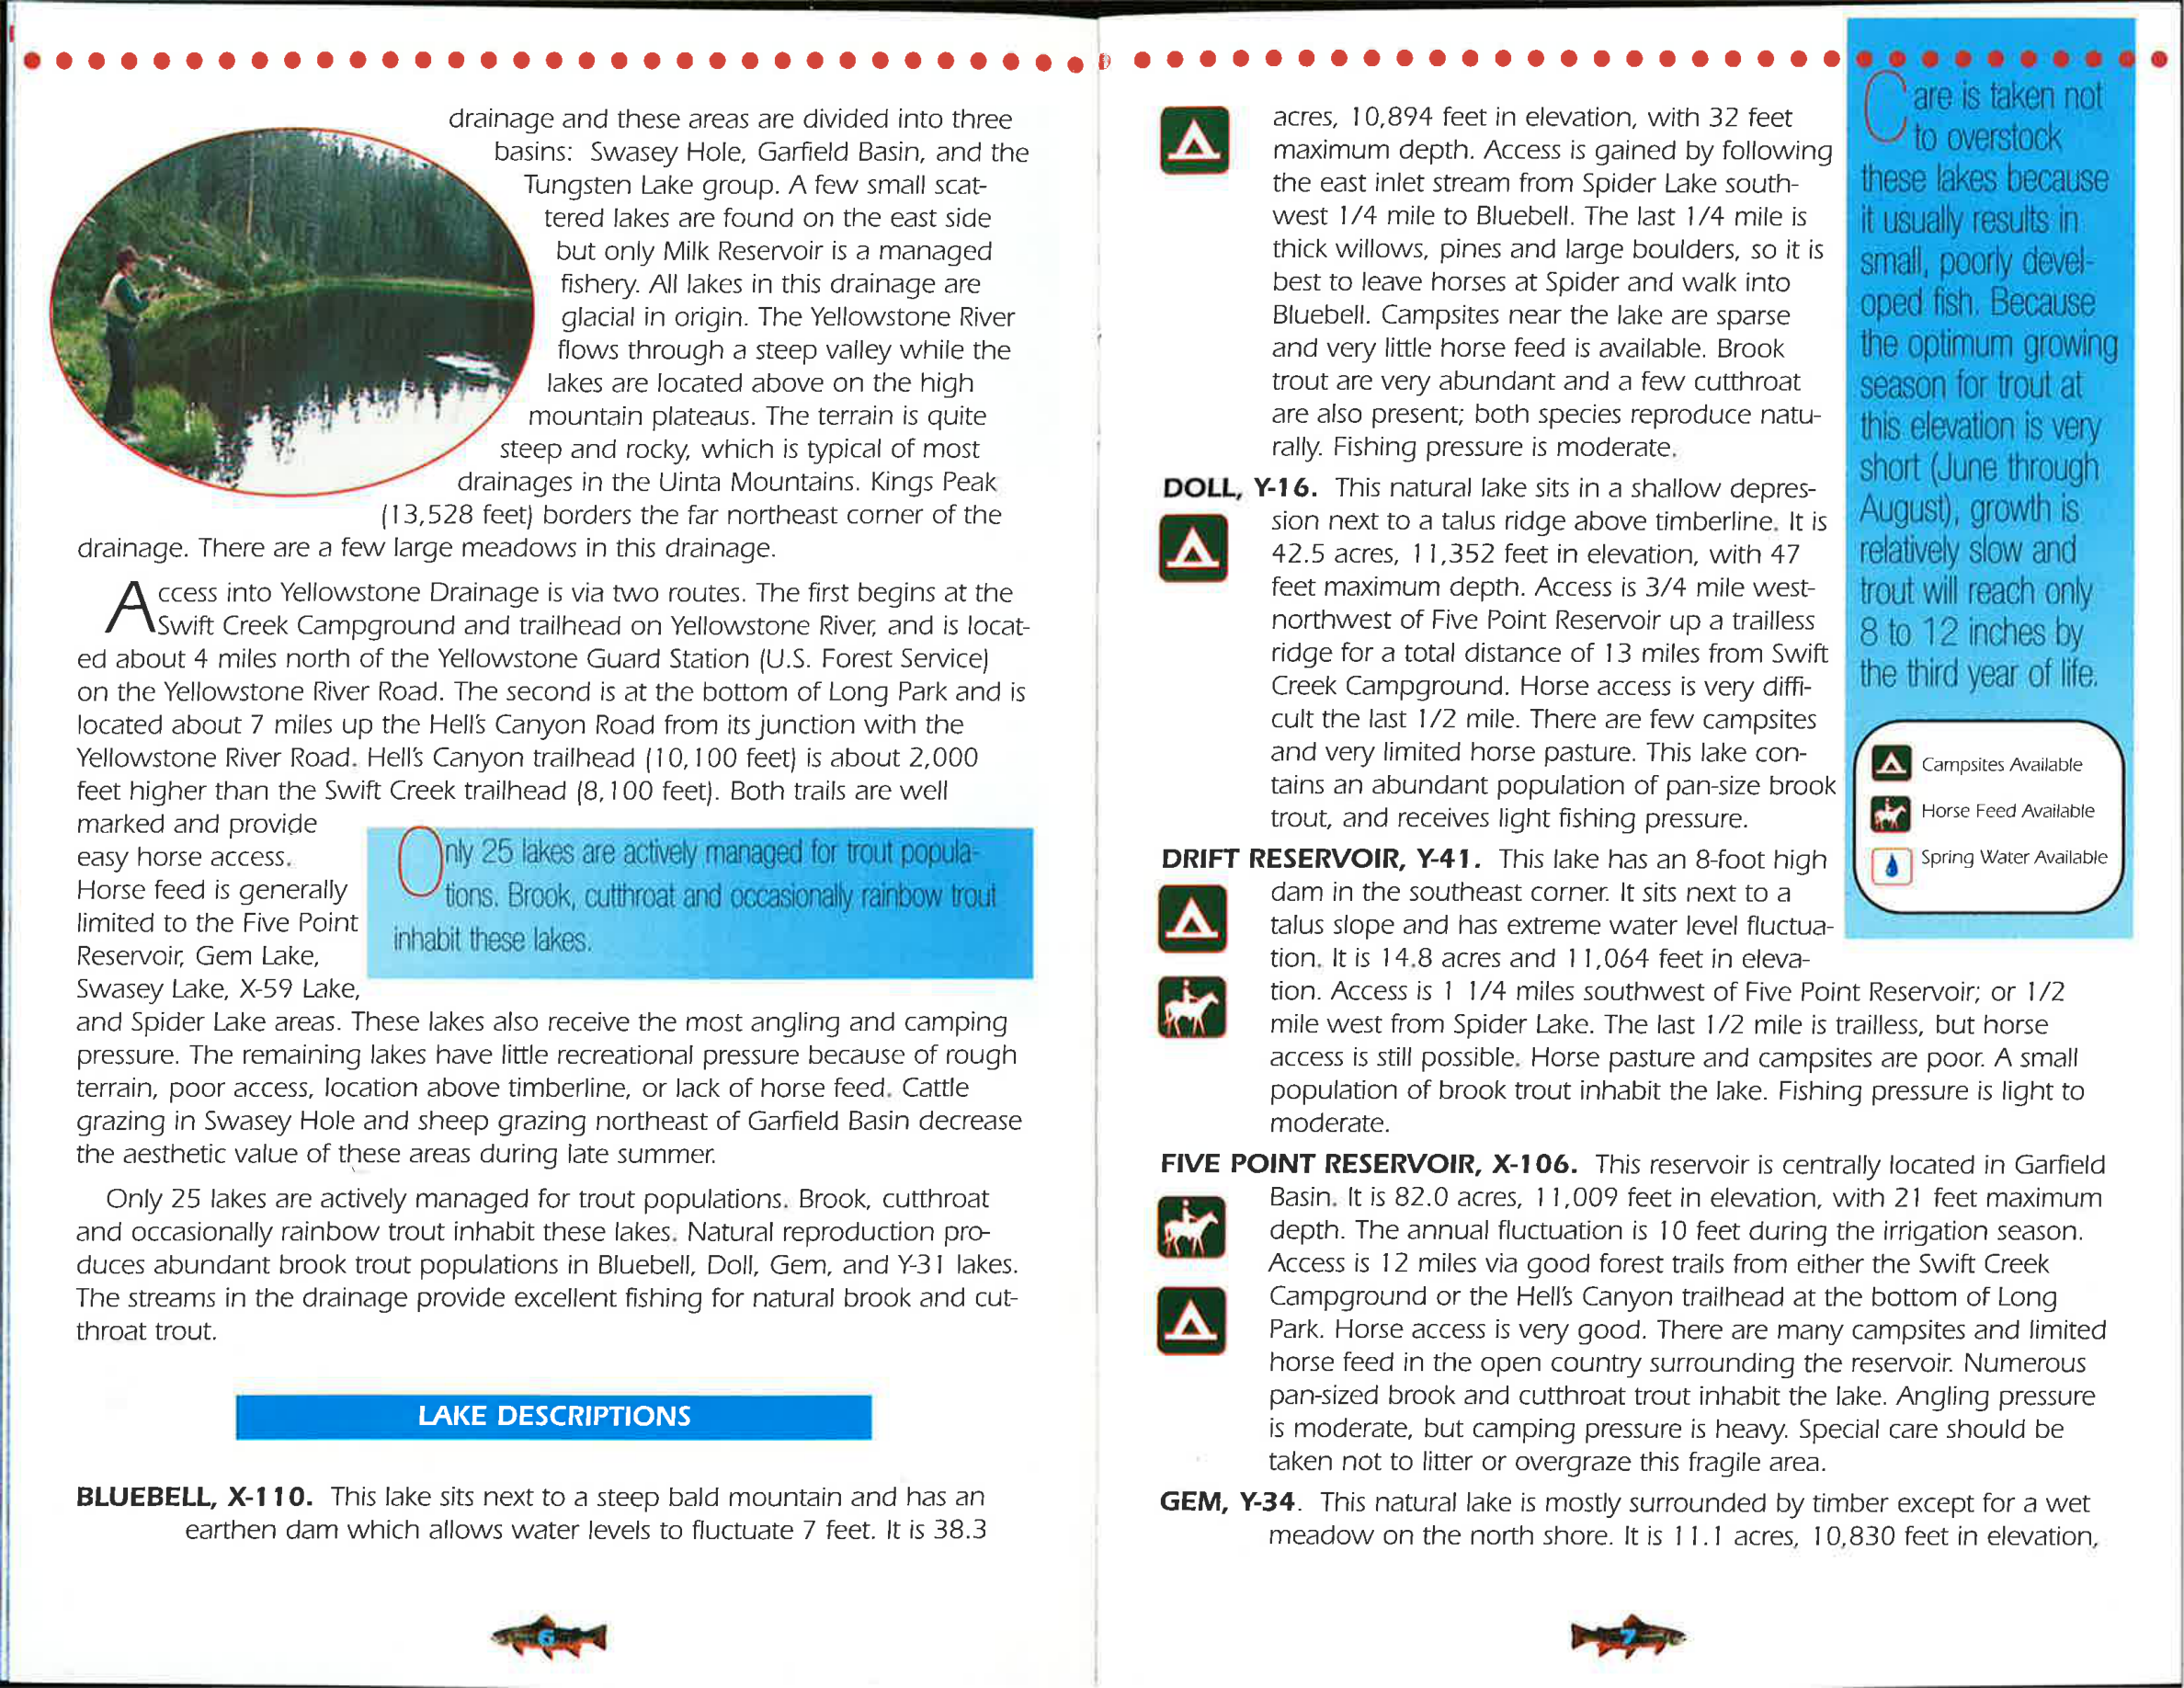 drainage and these areas are divided into three
basins: Swasey Hole, Garfield Basin, and the
Tungsten Lake group. A few small scat-
tered lakes are found on the east side
but only Milk Reservoir is a managed
fishery. All lakes in this drainage are
glacial in origin. The Yellowstone River
flows through a steep valley while the
lakes are located above on the high
mountain plateaus. The terrain is quite
steep and rocky, which is typical of most
drainages in the Uinta Mountains. Kings Peak
(13,528 feet) borders the far northeast corner of the
drainage. There are a few large meadows in this drainage.
Access into Yellowstone Drainage is via two routes. The first begins at the
Swift Creek Campground and trailhead on Yellowstone River, and is locat-
ed about 4 miles north of the Yellowstone Guard Station (U.S. Forest Service)
on the Yellowstone River Road. The second is at the bottom of Long Park and is
located about 7 miles up the Hell's Canyon Road from its junction with the
Yellowstone River Road. Hell's Canyon trailhead (10,100 feet) is about 2,000
feet higher than the Swift Creek trailhead (8,100 feet). Both trails are well
marked and provide
easy horse access.
Horse feed is generally
limited to the Five Point
Reservoir, Gem Lake,
Swasey Lake, X-59 Lake,
and Spider Lake areas. These lakes also receive the most angling and camping
pressure. The remaining lakes have little recreational pressure because of rough
terrain, poor access, location above timberline, or lack of horse feed. Cattle
grazing in Swasey Hole and sheep grazing northeast of Garfield Basin decrease
the aesthetic value of these areas during late summer.
Only 25 lakes are actively managed for trout popula-
tions. Brook, cutthroat and occasionally rainbow trout
inhabit these lakes.
Only 25 lakes are actively managed for trout populations. Brook, cutthroat
and occasionally rainbow trout inhabit these lakes. Natural reproduction pro-
duces abundant brook trout populations in Bluebell, Doll, Gem, and Y-31 lakes.
The streams in the drainage provide excellent fishing for natural brook and cut-
throat trout.
LAKE DESCRIPTIONS
BLUEBELL, X-110. This lake sits next to a steep bald mountain and has an
earthen dam which allows water levels to fluctuate 7 feet. It is 38.3
6
acres, 10,894 feet in elevation, with 32 feet
maximum depth. Access is gained by following
the east inlet stream from Spider Lake south-
west 1/4 mile to Bluebell. The last 1/4 mile is
thick willows, pines and large boulders, so it is
best to leave horses at Spider and walk into
Bluebell. Campsites near the lake are sparse
and very little horse feed is available. Brook
trout are very abundant and a few cutthroat
are also present; both species reproduce natu-
rally. Fishing pressure is moderate.
DOLL, Y-16. This natural lake sits in a shallow depres-
sion next to a talus ridge above timberline. It is
42.5 acres, 11,352 feet in elevation, with 47
feet maximum depth. Access is 3/4 mile west-
northwest of Five Point Reservoir up a trailless
ridge for a total distance of 13 miles from Swift
Creek Campground. Horse access is very diffi-
cult the last 1/2 mile. There are few campsites
and very limited horse pasture. This lake con-
tains an abundant population of pan-size brook
trout, and receives light fishing pressure.
DRIFT RESERVOIR, Y-41. This lake has an 8-foot high
dam in the southeast corner. It sits next to a
talus slope and has extreme water level fluctua-
tion. It is 14.8 acres and 11,064 feet in eleva-
tion. Access is 1 1/4 miles southwest of Five Point Reservoir; or 1/2
mile west from Spider Lake. The last 1/2 mile is trailless, but horse
access is still possible. Horse pasture and campsites are poor. A small
population of brook trout inhabit the lake. Fishing pressure is light to
moderate.
FIVE POINT RESERVOIR, X-106. This reservoir is centrally located in Garfield
Basin. It is 82.0 acres, 11,009 feet in elevation, with 21 feet maximum
depth. The annual fluctuation is 10 feet during the irrigation season.
Access is 12 miles via good forest trails from either the Swift Creek
Campground or the Hell's Canyon trailhead at the bottom of Long
Park. Horse access is very good. There are many campsites and limited
horse feed in the open country surrounding the reservoir. Numerous
pan-sized brook and cutthroat trout inhabit the lake. Angling pressure
is moderate, but camping pressure is heavy. Special care should be
taken not to litter or overgraze this fragile area.
GEM, Y-34. This natural lake is mostly surrounded by timber except for a wet
meadow on the north shore. It is 11.1 acres, 10,830 feet in elevation,
Care is taken not
to overstock
these lakes because
it usually results in
small, poorly devel-
oped fish. Because
the optimum growing
season for trout at
this elevation is very
short (June through
August), growth is
relatively slow and
trout will reach only
8 to 12 inches by
the third year of life.
Campsites Available
Horse Feed Available
Spring Water Available
7